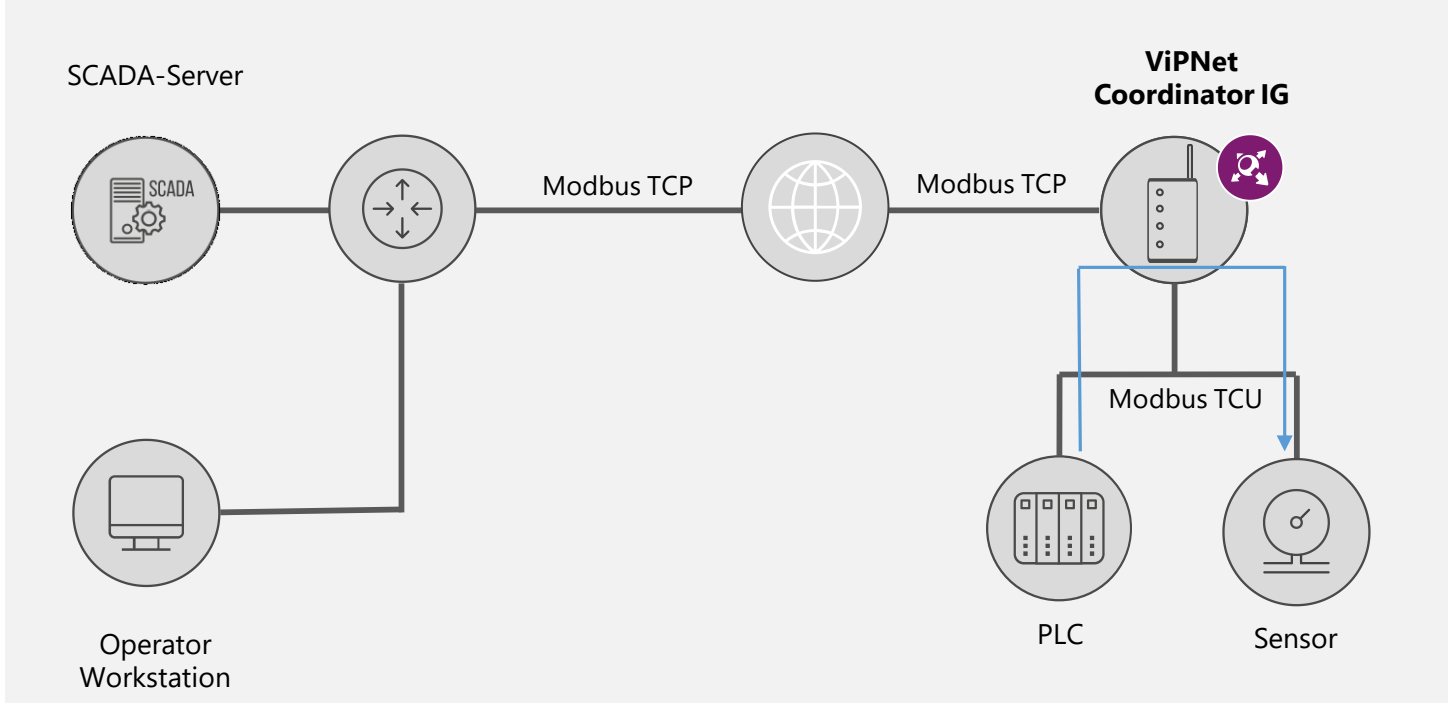 SCADA-Server
ViPNet
Coordinator IG
SCADA
Modbus TCP
Modbus TCP
Modbus TCU
PLC
Sensor
Operator
Workstation